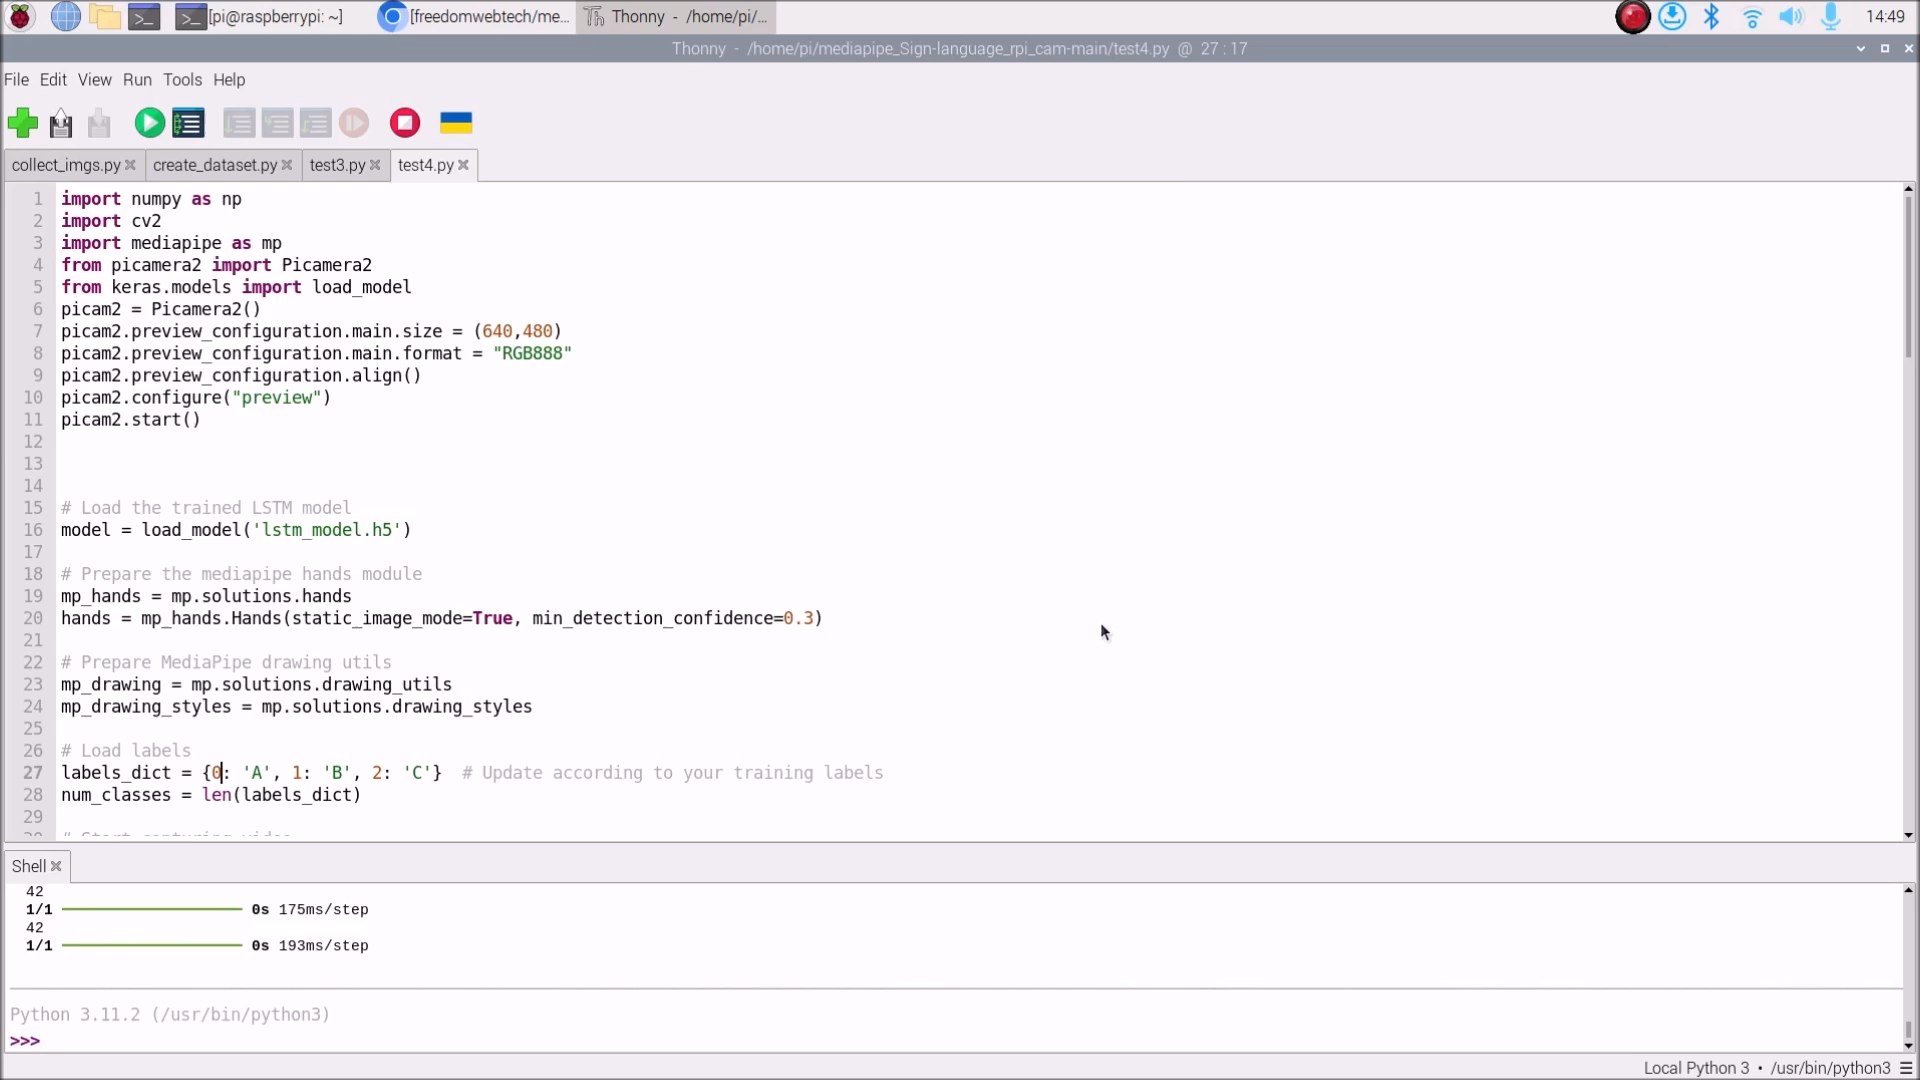 [pi@raspberrypi: ~]
[freedomwebtech/me...
Thonny - /home/pi/...
14:49
Thonny - /home/pi/mediapipe_Sign-language_rpi_cam-main/test4.py @ 27 : 17
File Edit View Run Tools Help
collect_imgs.py
create_dataset.py
test3.py
test4.py
1 import numpy as np
2 import cv2
3 import mediapipe as mp
4 from picamera2 import Picamera2
5 from keras.models import load_model
6 picam2 = Picamera2()
7 picam2.preview_configuration.main.size = (640,480)
8 picam2.preview_configuration.main.format = "RGB888"
9 picam2.preview_configuration.align()
10 picam2.configure("preview")
11 picam2.start()
12
13
14
15 # Load the trained LSTM model
16 model = load_model('lstm_model.h5')
17
18 # Prepare the mediapipe hands module
19 mp_hands = mp.solutions.hands
20 hands = mp_hands.Hands(static_image_mode=True, min_detection_confidence=0.3)
21
22 # Prepare MediaPipe drawing utils
23 mp_drawing = mp.solutions.drawing_utils
24 mp_drawing_styles = mp.solutions.drawing_styles
25
26 # Load labels
27 labels_dict = {0: 'A', 1: 'B', 2: 'C'}  # Update according to your training labels
28 num_classes = len(labels_dict)
29
30 # Start capturing video
Shell
42
1/1 0s 175ms/step
42
1/1 0s 193ms/step
Python 3.11.2 (/usr/bin/python3)
>>>
Local Python 3 • /usr/bin/python3